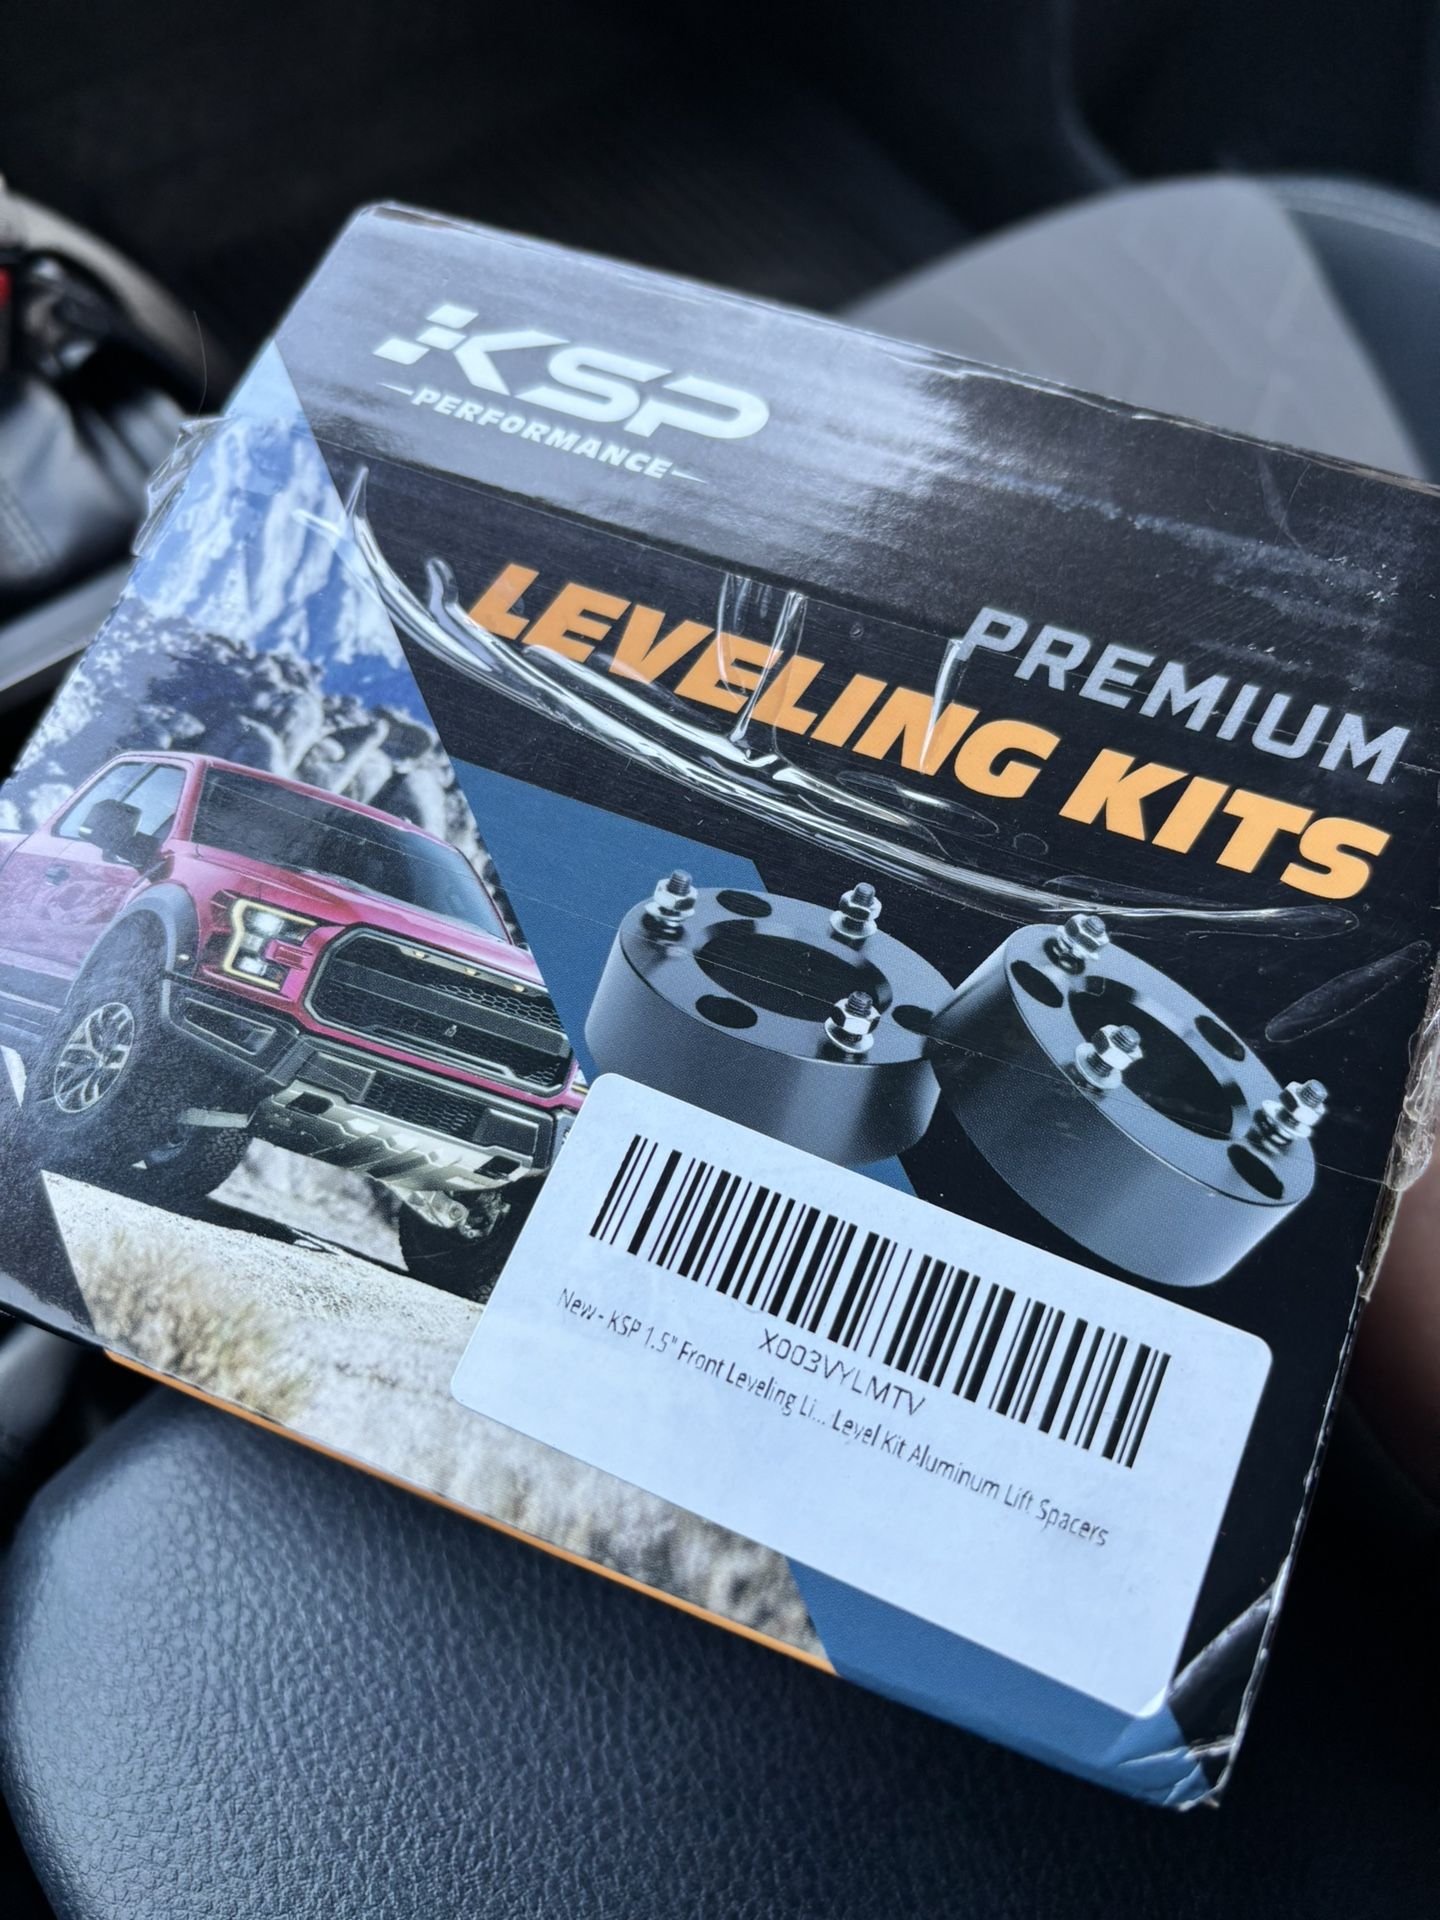 KSP
PERFORMANCE
PREMIUM
LEVELING KITS
X003VYLMTV
New - KSP 1.5" Front Leveling Li... Level Kit Aluminum Lift Spacers